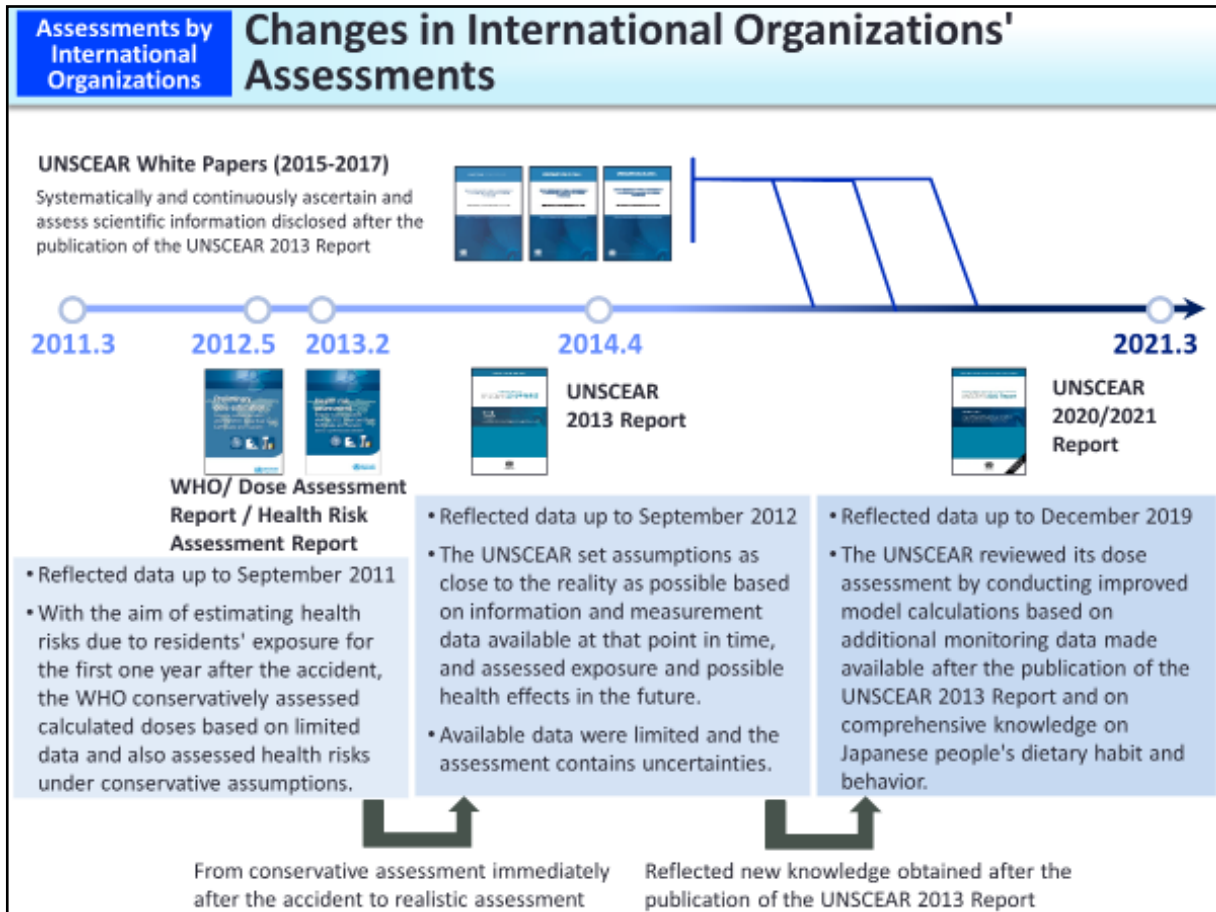 Assessments by
International
Organizations
Changes in International Organizations'
Assessments
UNSCEAR White Papers (2015-2017)
Systematically and continuously ascertain and
assess scientific information disclosed after the
publication of the UNSCEAR 2013 Report
2011.3
2012.5
2013.2
2014.4
2021.3
WHO/ Dose Assessment
Report / Health Risk
Assessment Report
UNSCEAR
2013 Report
UNSCEAR
2020/2021
Report
• Reflected data up to September 2011
• With the aim of estimating health
risks due to residents' exposure for
the first one year after the accident,
the WHO conservatively assessed
calculated doses based on limited
data and also assessed health risks
under conservative assumptions.
• Reflected data up to September 2012
• The UNSCEAR set assumptions as
close to the reality as possible based
on information and measurement
data available at that point in time,
and assessed exposure and possible
health effects in the future.
• Available data were limited and the
assessment contains uncertainties.
• Reflected data up to December 2019
• The UNSCEAR reviewed its dose
assessment by conducting improved
model calculations based on
additional monitoring data made
available after the publication of the
UNSCEAR 2013 Report and on
comprehensive knowledge on
Japanese people's dietary habit and
behavior.
From conservative assessment immediately
after the accident to realistic assessment
Reflected new knowledge obtained after the
publication of the UNSCEAR 2013 Report